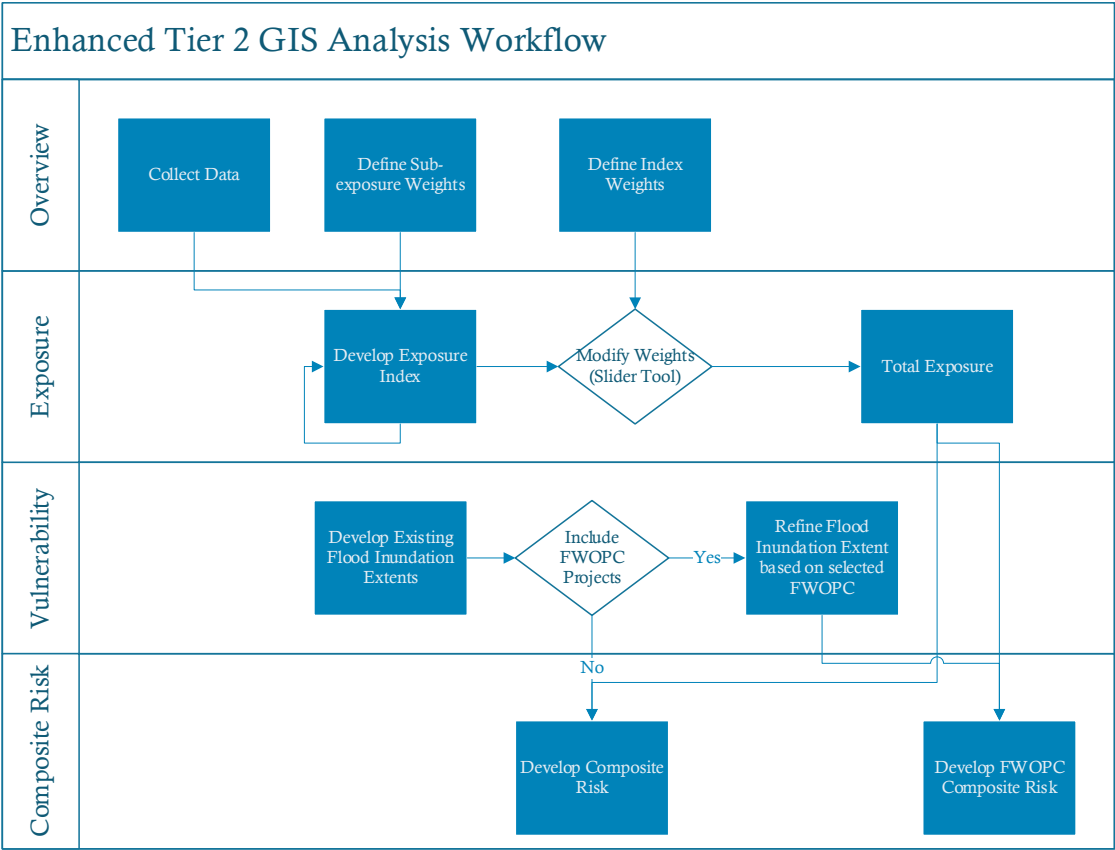 Enhanced Tier 2 GIS Analysis Workflow
Overview
Collect Data
Define Sub-
exposure Weights
Define Index
Weights
Exposure
Develop Exposure
Index
Modify Weights
(Slider Tool)
Total Exposure
Vulnerability
Develop Existing
Flood Inundation
Extents
Include
FWOPC
Projects
Yes
Refine Flood
Inundation Extent
based on selected
FWOPC
No
Composite Risk
Develop Composite
Risk
Develop FWOPC
Composite Risk